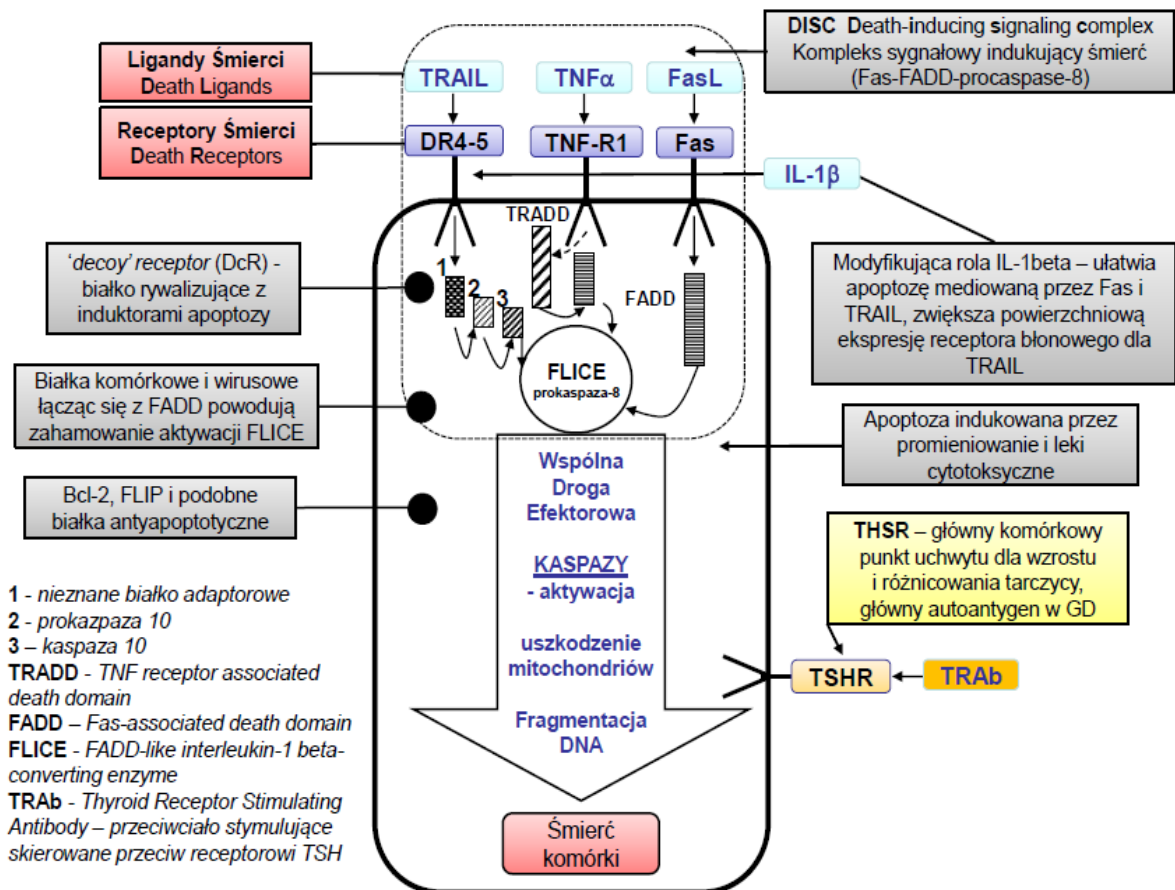 DISC Death-inducing signaling complex
Kompleks sygnałowy indukujący śmierć
(Fas-FADD-procaspase-8)
Ligandy Śmierci
Death Ligands
TRAIL
TNFα
FasL
Receptory Śmierci
Death Receptors
DR4-5
TNF-R1
Fas
IL-1β
TRADD
'decoy' receptor (DcR) -
białko rywalizujące z
induktorami apoptozy
1
2
3
FADD
Modyfikująca rola IL-1beta – ułatwia
apoptozę mediowaną przez Fas i
TRAIL, zwiększa powierzchniową
ekspresję receptora błonowego dla
TRAIL
FLICE
prokaspaza-8
Białka komórkowe i wirusowe
łącząc się z FADD powodują
zahamowanie aktywacji FLICE
Apoptoza indukowana przez
promieniowanie i leki
cytotoksyczne
Bcl-2, FLIP i podobne
białka antyapoptotyczne
Wspólna
Droga
Efektorowa
KASPAZY
- aktywacja
uszkodzenie
mitochondriów
Fragmentacja
DNA
THSR – główny komórkowy
punkt uchwytu dla wzrostu
i różnicowania tarczycy,
główny autoantygen w GD
TSHR
TRAb
1 - nieznane białko adaptorowe
2 - prokazpaza 10
3 – kaspaza 10
TRADD - TNF receptor associated
death domain
FADD – Fas-associated death domain
FLICE - FADD-like interleukin-1 beta-
converting enzyme
TRAb - Thyroid Receptor Stimulating
Antibody – przeciwciało stymulujące
skierowane przeciw receptorowi TSH
Śmierć
komórki